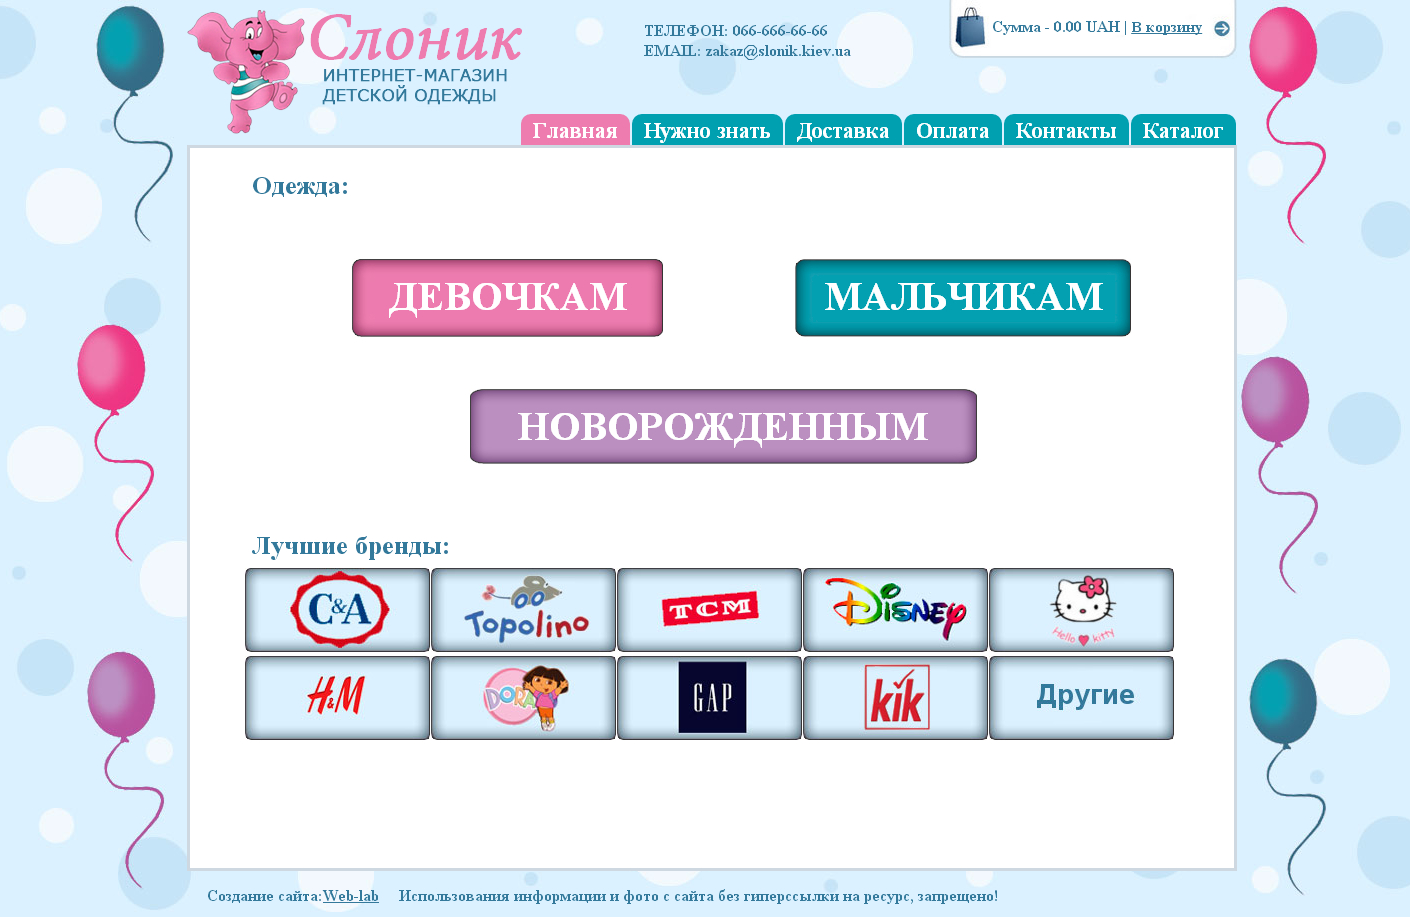 Слоник
ИНТЕРНЕТ-МАГАЗИН
ДЕТСКОЙ ОДЕЖДЫ
ТЕЛЕФОН: 066-666-66-66
EMAIL: zakaz@slonik.kiev.ua
Сумма - 0.00 UAH | В корзину
Главная Нужно знать Доставка Оплата Контакты Каталог
Одежда:
ДЕВОЧКАМ МАЛЬЧИКАМ
НОВОРОЖДЕННЫМ
Лучшие бренды:
C&A Topolino TCM DISNEY Hello kitty
H&M DORA GAP kik Другие
Создание сайта:Web-lab Использования информации и фото с сайта без гиперссылки на ресурс, запрещено!